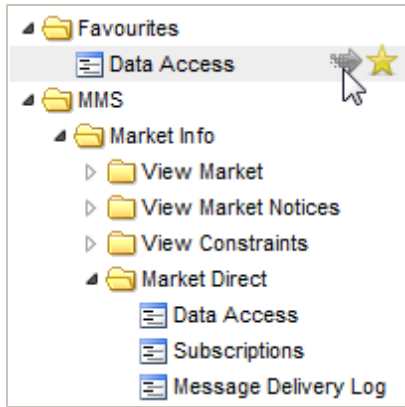 Favourites
Data Access
MMS
Market Info
View Market
View Market Notices
View Constraints
Market Direct
Data Access
Subscriptions
Message Delivery Log